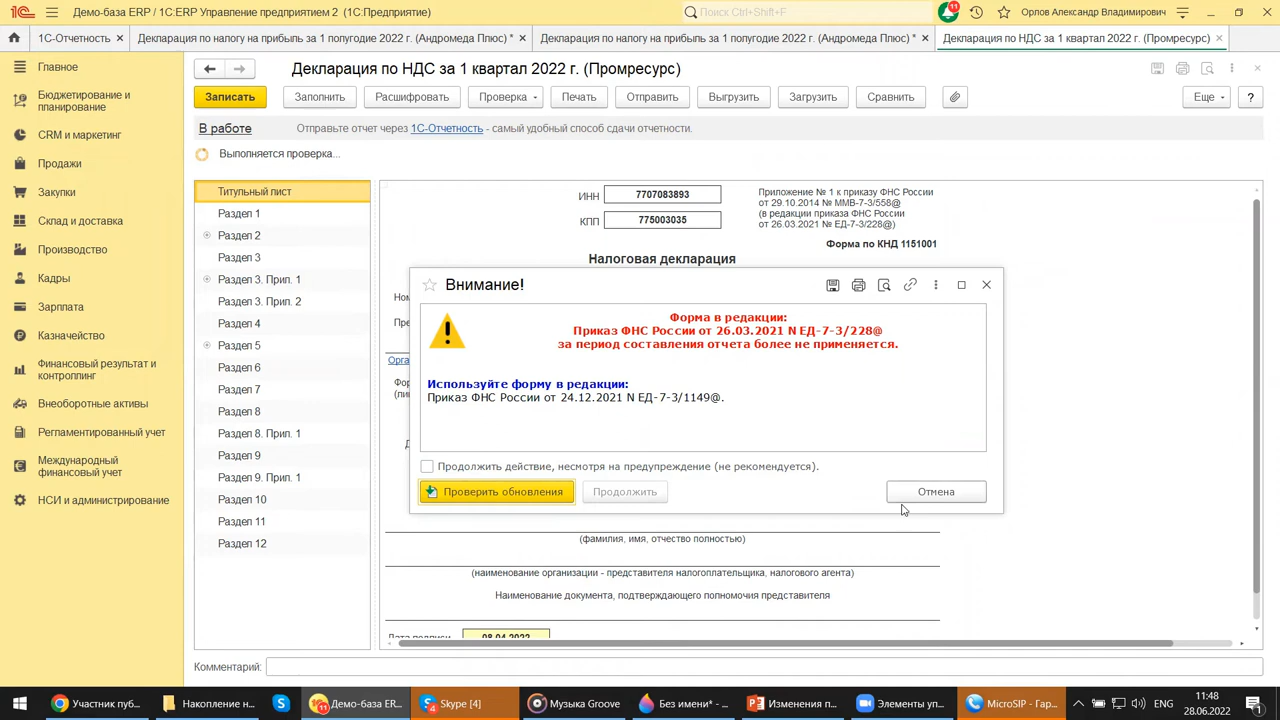 Демо-база ERP / 1С:ERP Управление предприятием 2 (1С:Предприятие)
Поиск Ctrl+Shift+F
11
Орлов Александр Владимирович
1С-Отчетность
Декларация по налогу на прибыль за 1 полугодие 2022 г. (Андромеда Плюс) *
Декларация по налогу на прибыль за 1 полугодие 2022 г. (Андромеда Плюс) *
Декларация по НДС за 1 квартал 2022 г. (Промресурс)
Главное
Бюджетирование и
планирование
CRM и маркетинг
Продажи
Закупки
Склад и доставка
Производство
Кадры
Зарплата
Казначейство
Финансовый результат и
контроллинг
Внеоборотные активы
Регламентированный учет
Международный
финансовый учет
НСИ и администрирование
Декларация по НДС за 1 квартал 2022 г. (Промресурс)
Записать
Заполнить
Расшифровать
Проверка
Печать
Отправить
Выгрузить
Загрузить
Сравнить
Еще
?
В работе
Отправьте отчет через 1С-Отчетность - самый удобный способ сдачи отчетности.
Выполняется проверка...
Титульный лист
Раздел 1
Раздел 2
Раздел 3
Раздел 3. Прил. 1
Раздел 3. Прил. 2
Раздел 4
Раздел 5
Раздел 6
Раздел 7
Раздел 8
Раздел 8. Прил. 1
Раздел 9
Раздел 9. Прил. 1
Раздел 10
Раздел 11
Раздел 12
ИНН
7707083893
КПП
775003035
Приложение № 1 к приказу ФНС России
от 29.10.2014 № ММВ-7-3/558@
(в редакции приказа ФНС России
от 26.03.2021 № ЕД-7-3/228@)
Форма по КНД 1151001
Налоговая декларация
Внимание!
Форма в редакции:
Приказ ФНС России от 26.03.2021 N ЕД-7-3/228@
за период составления отчета более не применяется.
Используйте форму в редакции:
Приказ ФНС России от 24.12.2021 N ЕД-7-3/1149@.
Продолжить действие, несмотря на предупреждение (не рекомендуется).
Проверить обновления
Продолжить
Отмена
Но
Пре
Орга
Фор
(ли
Д
(фамилия, имя, отчество полностью)
(наименование организации - представителя налогоплательщика, налогового агента)
Наименование документа, подтверждающего полномочия представителя
Дата подписи
08.04.2022
Комментарий:
Участник пуб...
Накопление н...
Демо-база ER...
Skype [4]
Музыка Groove
Без имени* - ...
Изменения п...
Элементы уп...
MicroSIP - Гар...
ENG
11:48
28.06.2022
1